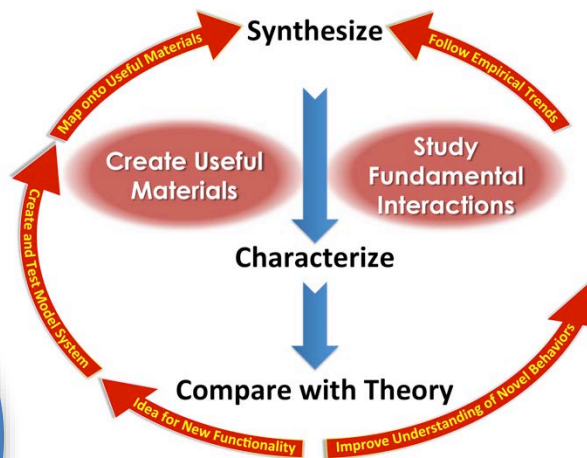 Synthesize
Map onto Useful Materials
Follow Empirical Trends
Create Useful
Materials
Study
Fundamental
Interactions
Create and Test Model System
Characterize
Compare with Theory
Idea for New Functionality
Improve Understanding of Novel Behaviors